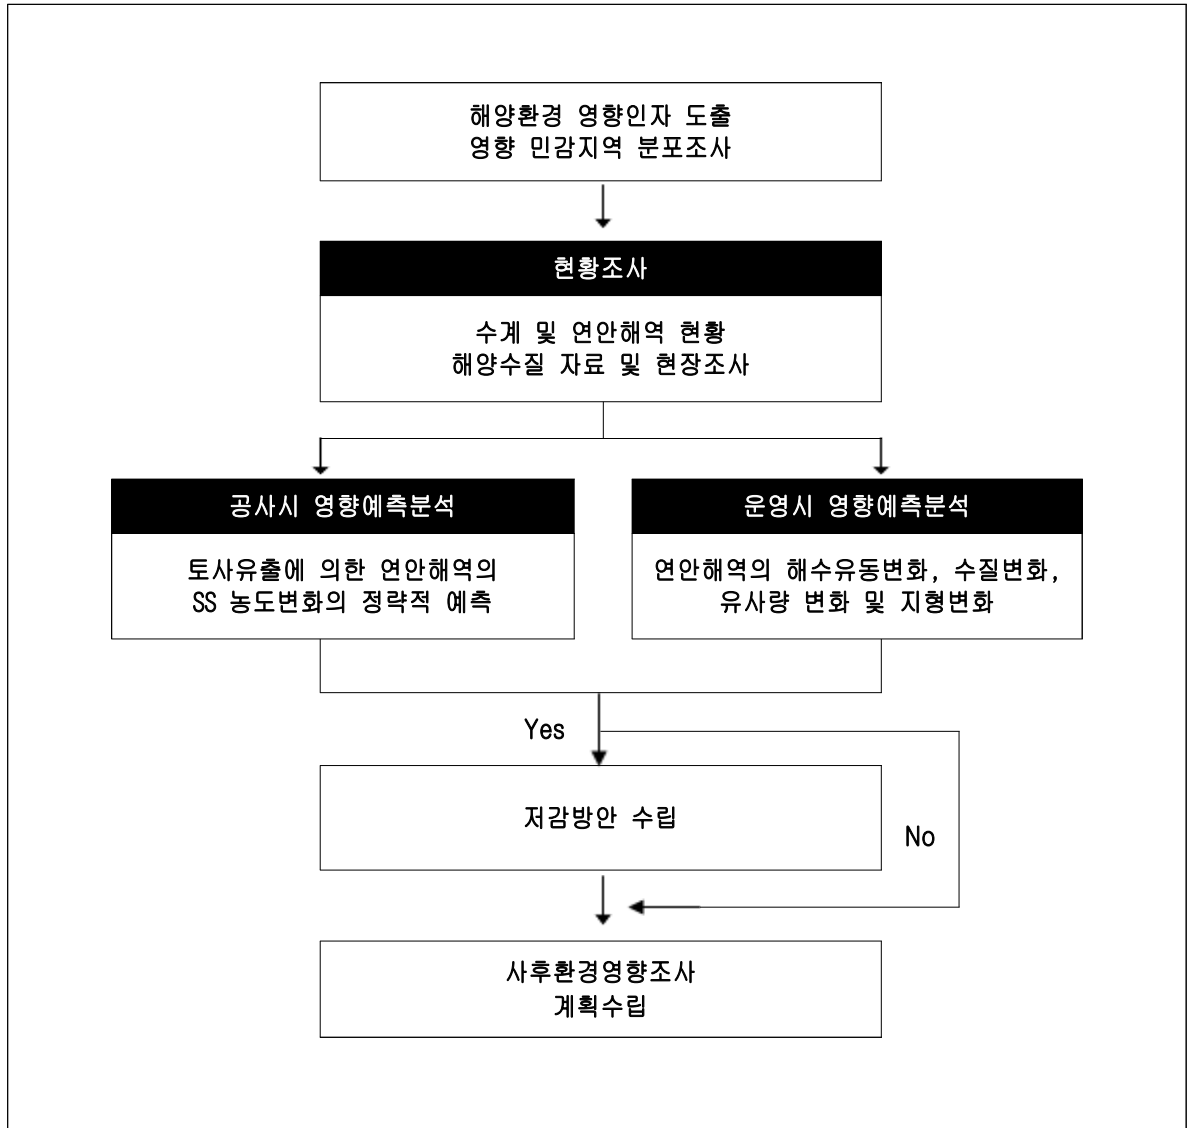 해양환경 영향인자 도출
영향 민감지역 분포조사
현황조사
수계 및 연안해역 현황
해양수질 자료 및 현장조사
공사시 영향예측분석
토사유출에 의한 연안해역의
SS 농도변화의 정략적 예측
운영시 영향예측분석
연안해역의 해수유동변화, 수질변화,
유사량 변화 및 지형변화
Yes
저감방안 수립
No
사후환경영향조사
계획수립